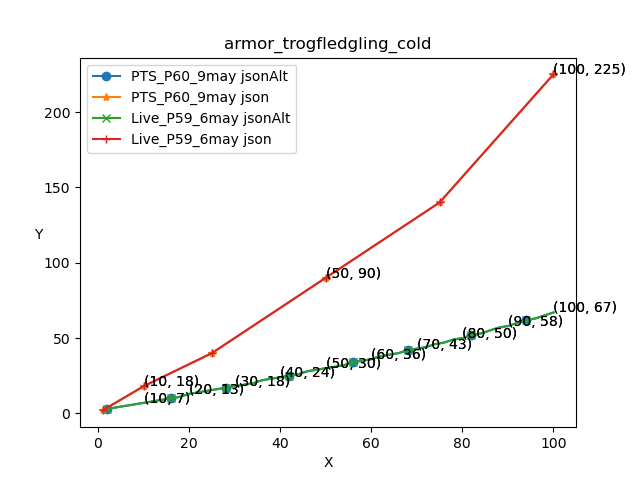 armor_trogfledgling_cold
PTS_P60_9may jsonAlt
PTS_P60_9may json
Live_P59_6may jsonAlt
Live_P59_6may json
(100, 225)
(50, 90)
(10, 18)
(100, 67)
(90, 58)
(80, 50)
(70, 43)
(60, 36)
(50, 30)
(40, 24)
(30, 18)
(20, 13)
(10, 7)
Y
200
150
100
50
0
0 20 40 60 80 100
X